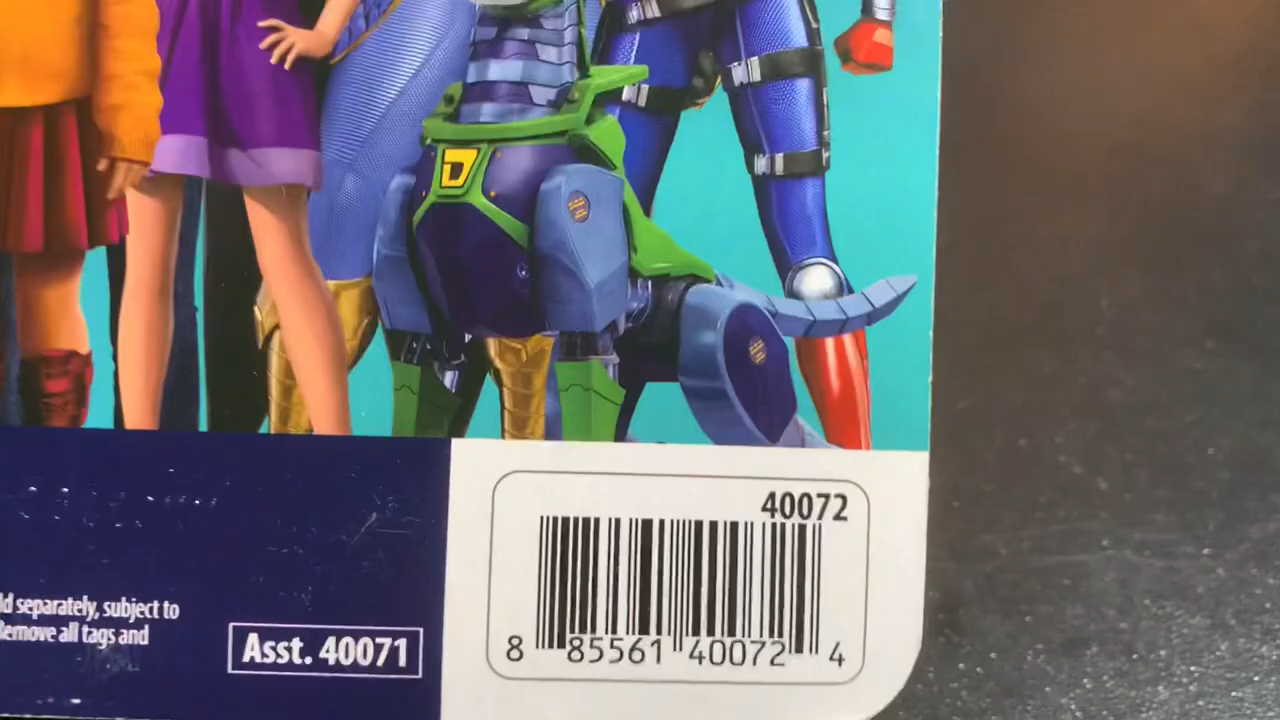 D
40072
8 85561 40072 4
ld separately, subject to
Remove all tags and
Asst. 40071